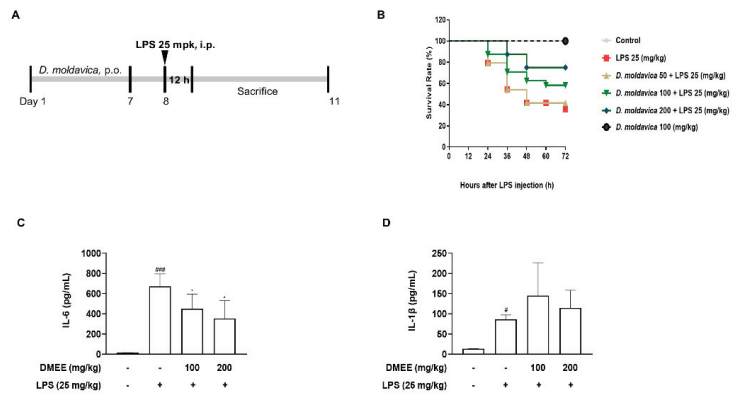 A
LPS 25 mpk, i.p.
D. moldavica, p.o.
12 h
Sacrifice
Day 1
7
8
11
B
Survival Rate (%)
100
80
60
40
20
0
0 12 24 36 48 60 72
Hours after LPS injection (h)
Control
LPS 25 (mg/kg)
D. moldavica 50 + LPS 25 (mg/kg)
D. moldavica 100 + LPS 25 (mg/kg)
D. moldavica 200 + LPS 25 (mg/kg)
D. moldavica 100 (mg/kg)
C
IL-6 (pg/mL)
1000
800
600
400
200
0
###
*
*
DMEE (mg/kg) - - 100 200
LPS (25 mg/kg) - + + +
D
IL-1β (pg/mL)
250
200
150
100
50
0
#
DMEE (mg/kg) - - 100 200
LPS (25 mg/kg) - + + +